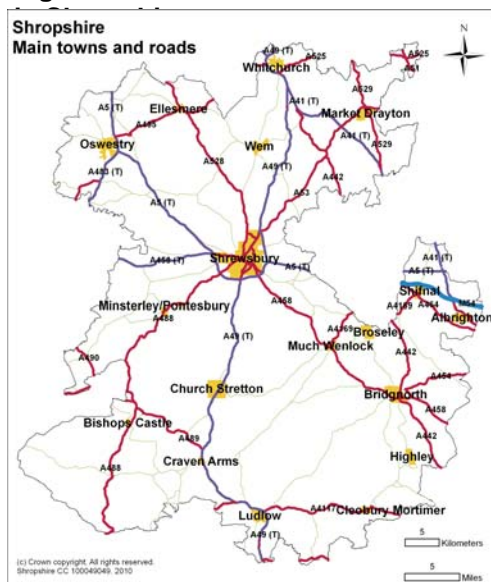 Shropshire
Main towns and roads
N
A49 (T)
A525
A525
Whitchurch
A51
A5 (T)
Ellesmere
A41 (T)
A529
Market Drayton
A495
Oswestry
Wem
A41 (T)
A529
A483 (T)
A528
A49 (T)
A53
A442
A5 (T)
A458 (T)
Shrewsbury
A5 (T)
A41 (T)
A5 (T)
Shifnal
M54
A4169
A464
Albrighton
Minsterley/Pontesbury
A488
A458
A4169
Broseley
A49 (T)
Much Wenlock
A442
A490
A454
Church Stretton
Bridgnorth
A458
Bishops Castle
A489
A442
Craven Arms
Highley
A488
A4117
Cleobury Mortimer
Ludlow
A49 (T)
5
Kilometers
5
Miles
(c) Crown copyright. All rights reserved.
Shropshire CC 100049049. 2010